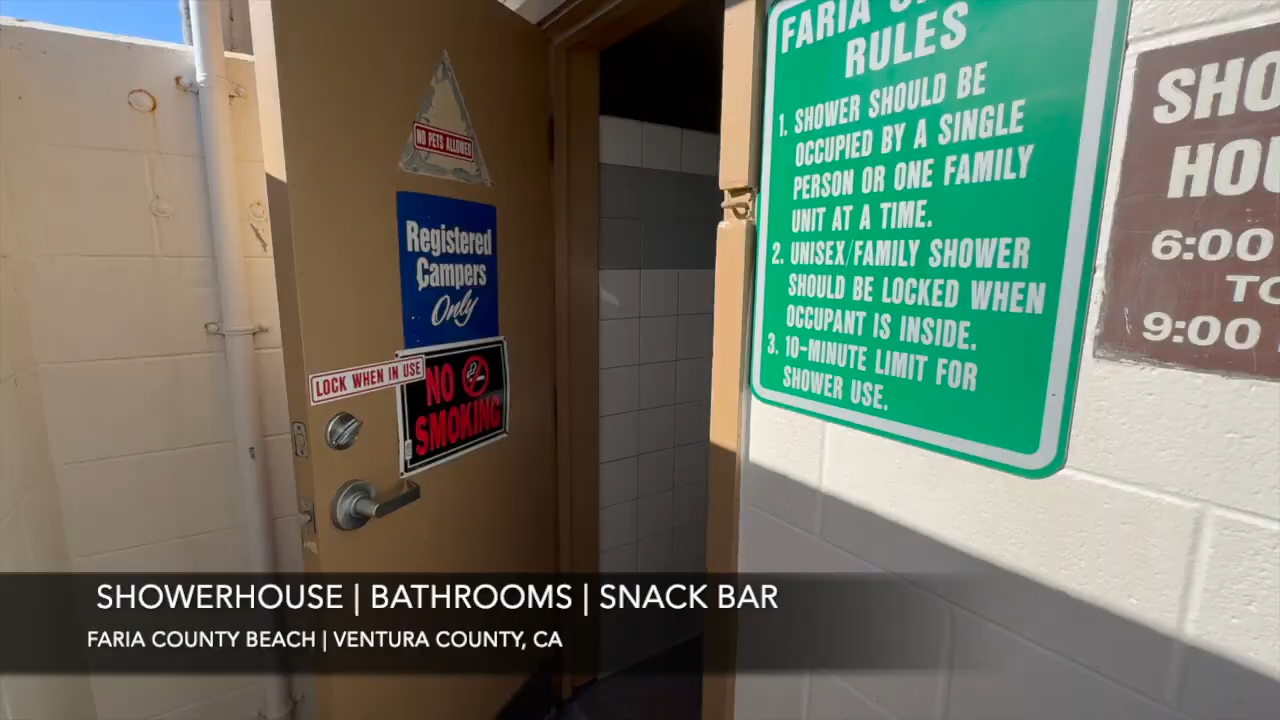 NO PETS ALLOWED
Registered
Campers
Only
LOCK WHEN IN USE
NO
SMOKING
FARIA
RULES
1. SHOWER SHOULD BE
OCCUPIED BY A SINGLE
PERSON OR ONE FAMILY
UNIT AT A TIME.
2. UNISEX/FAMILY SHOWER
SHOULD BE LOCKED WHEN
OCCUPANT IS INSIDE.
3. 10-MINUTE LIMIT FOR
SHOWER USE.
6:00
TO
9:00
SHOWERHOUSE | BATHROOMS | SNACK BAR
FARIA COUNTY BEACH | VENTURA COUNTY, CA